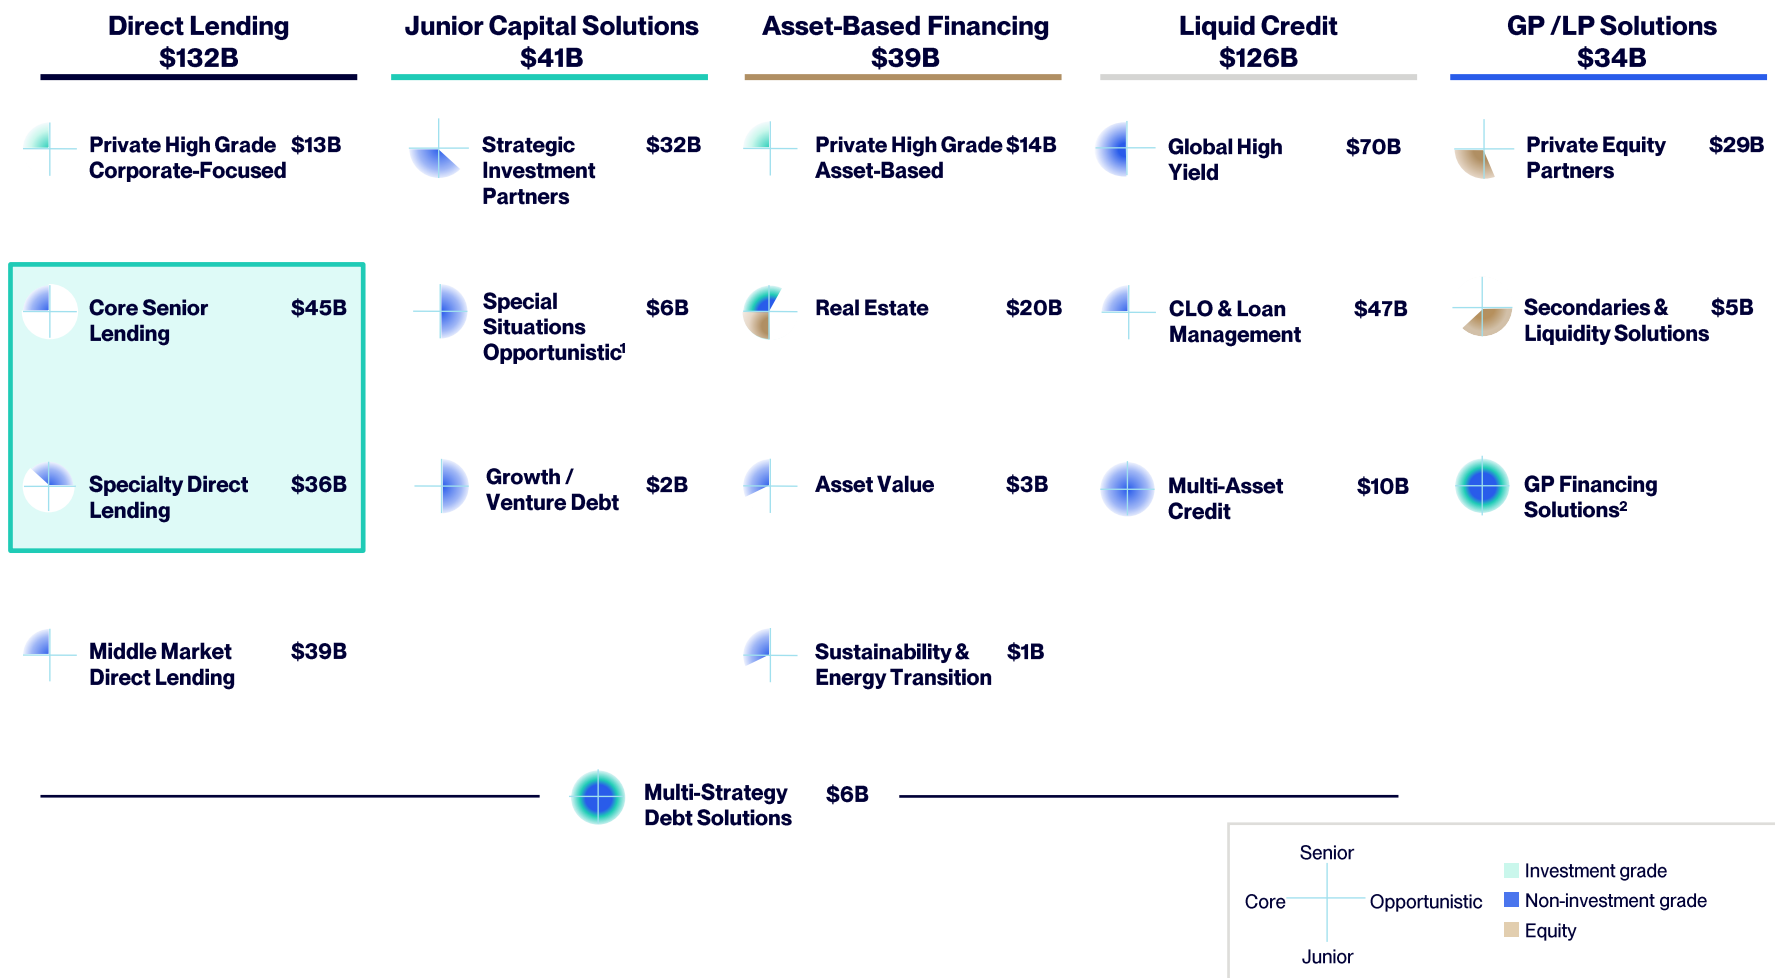 Direct Lending
$132B
Private High Grade $13B
Corporate-Focused
Core Senior $45B
Lending
Specialty Direct $36B
Lending
Middle Market $39B
Direct Lending
Junior Capital Solutions
$41B
Strategic $32B
Investment
Partners
Special $6B
Situations
Opportunistic¹
Growth / $2B
Venture Debt
Asset-Based Financing
$39B
Private High Grade $14B
Asset-Based
Real Estate $20B
Asset Value $3B
Sustainability & $1B
Energy Transition
Liquid Credit
$126B
Global High $70B
Yield
CLO & Loan $47B
Management
Multi-Asset $10B
Credit
GP /LP Solutions
$34B
Private Equity $29B
Partners
Secondaries & $5B
Liquidity Solutions
GP Financing
Solutions²
Multi-Strategy $6B
Debt Solutions
Senior
Core Opportunistic
Junior
Investment grade
Non-investment grade
Equity